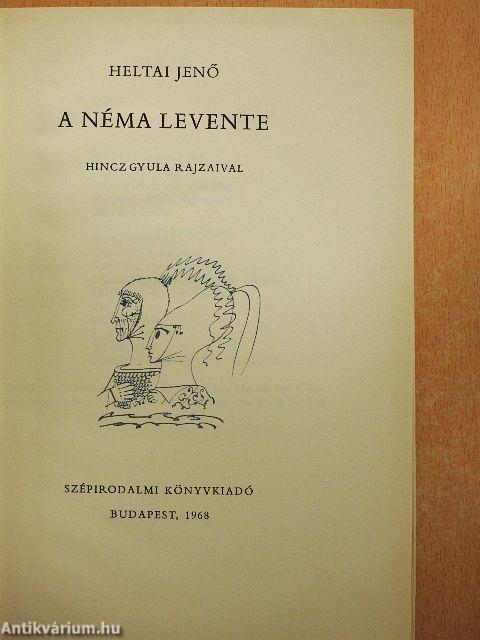 HELTAI JENŐ
A NÉMA LEVENTE
HINCZ GYULA RAJZAIVAL
SZÉPIRODALMI KÖNYVKIADÓ
BUDAPEST, 1968
Antikvárium.hu